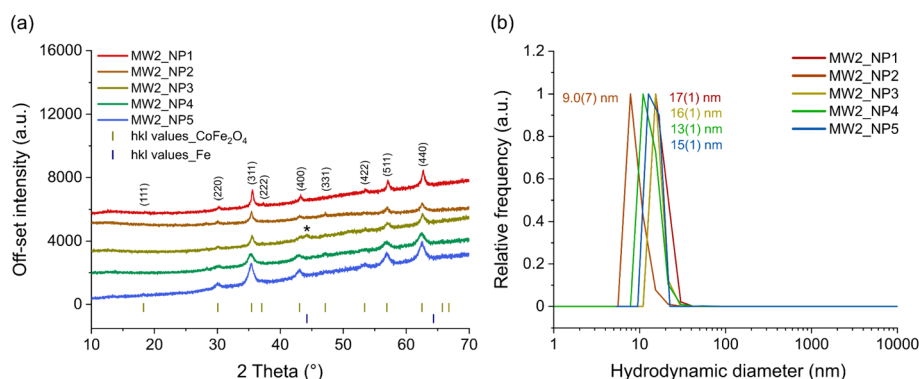 (a)
16000
12000
8000
4000
0
Off-set intensity (a.u.)
MW2_NP1
MW2_NP2
MW2_NP3
MW2_NP4
MW2_NP5
hkl values_CoFe₂O₄
hkl values_Fe
(111)
(220)
(311)
(222)
(400)
(331)
(422)
(511)
(440)
*
10 20 30 40 50 60 70
2 Theta (°)
(b)
1.2
1
0.8
0.6
0.4
0.2
0
Relative frequency (a.u.)
9.0(7) nm
17(1) nm
16(1) nm
13(1) nm
15(1) nm
MW2_NP1
MW2_NP2
MW2_NP3
MW2_NP4
MW2_NP5
1 10 100 1000 10000
Hydrodynamic diameter (nm)